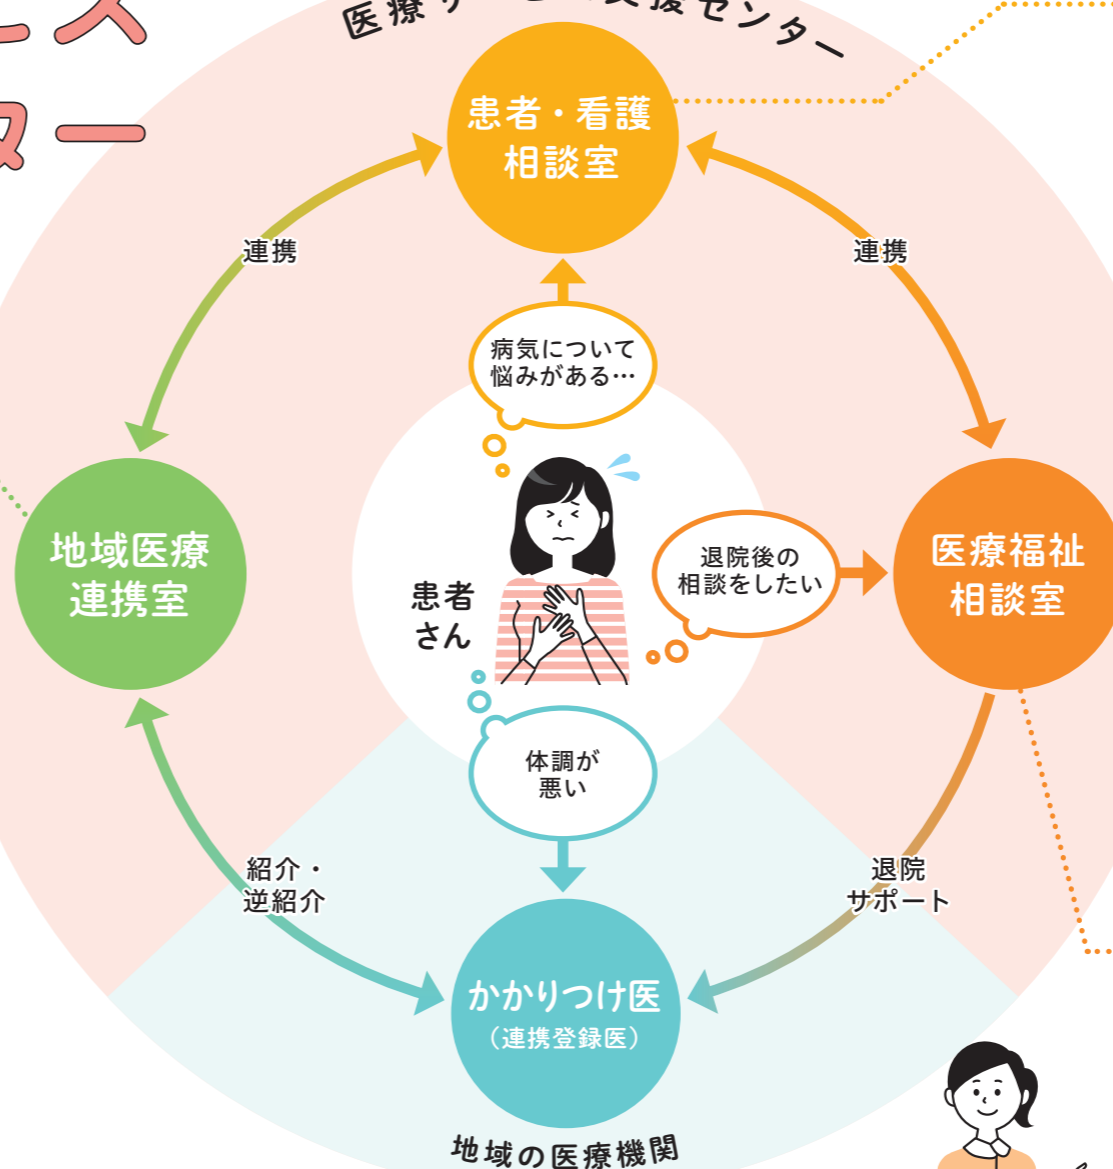 医療
センター
ター
患者・看護
相談室
連携
連携
病気について
悩みがある…
地域医療
連携室
患者
さん
退院後の
相談をしたい
医療福祉
相談室
体調が
悪い
紹介・
逆紹介
退院
サポート
かかりつけ医
（連携登録医）
地域の医療機関